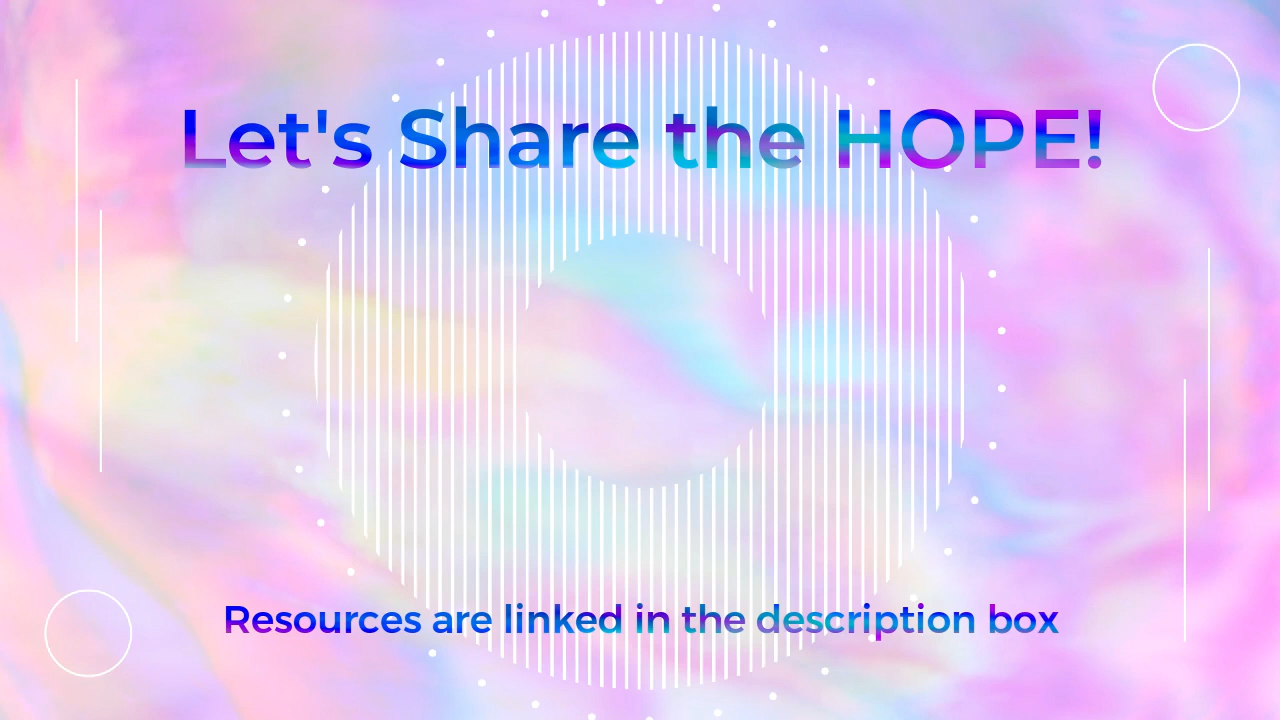 Let's Share the HOPE!
Resources are linked in the description box